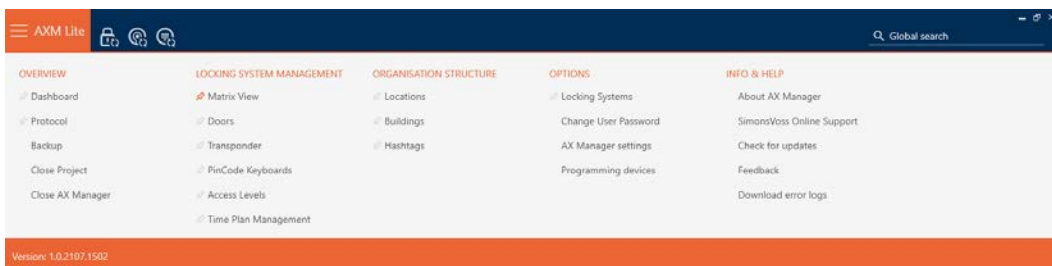 AXM Lite
Global search
OVERVIEW
Dashboard
Protocol
Backup
Close Project
Close AX Manager
LOCKING SYSTEM MANAGEMENT
Matrix View
Doors
Transponder
PinCode Keyboards
Access Levels
Time Plan Management
ORGANISATION STRUCTURE
Locations
Buildings
Hashtags
OPTIONS
Locking Systems
Change User Password
AX Manager settings
Programming devices
INFO & HELP
About AX Manager
SimonsVoss Online Support
Check for updates
Feedback
Download error logs
Version: 1.0.2107.1502